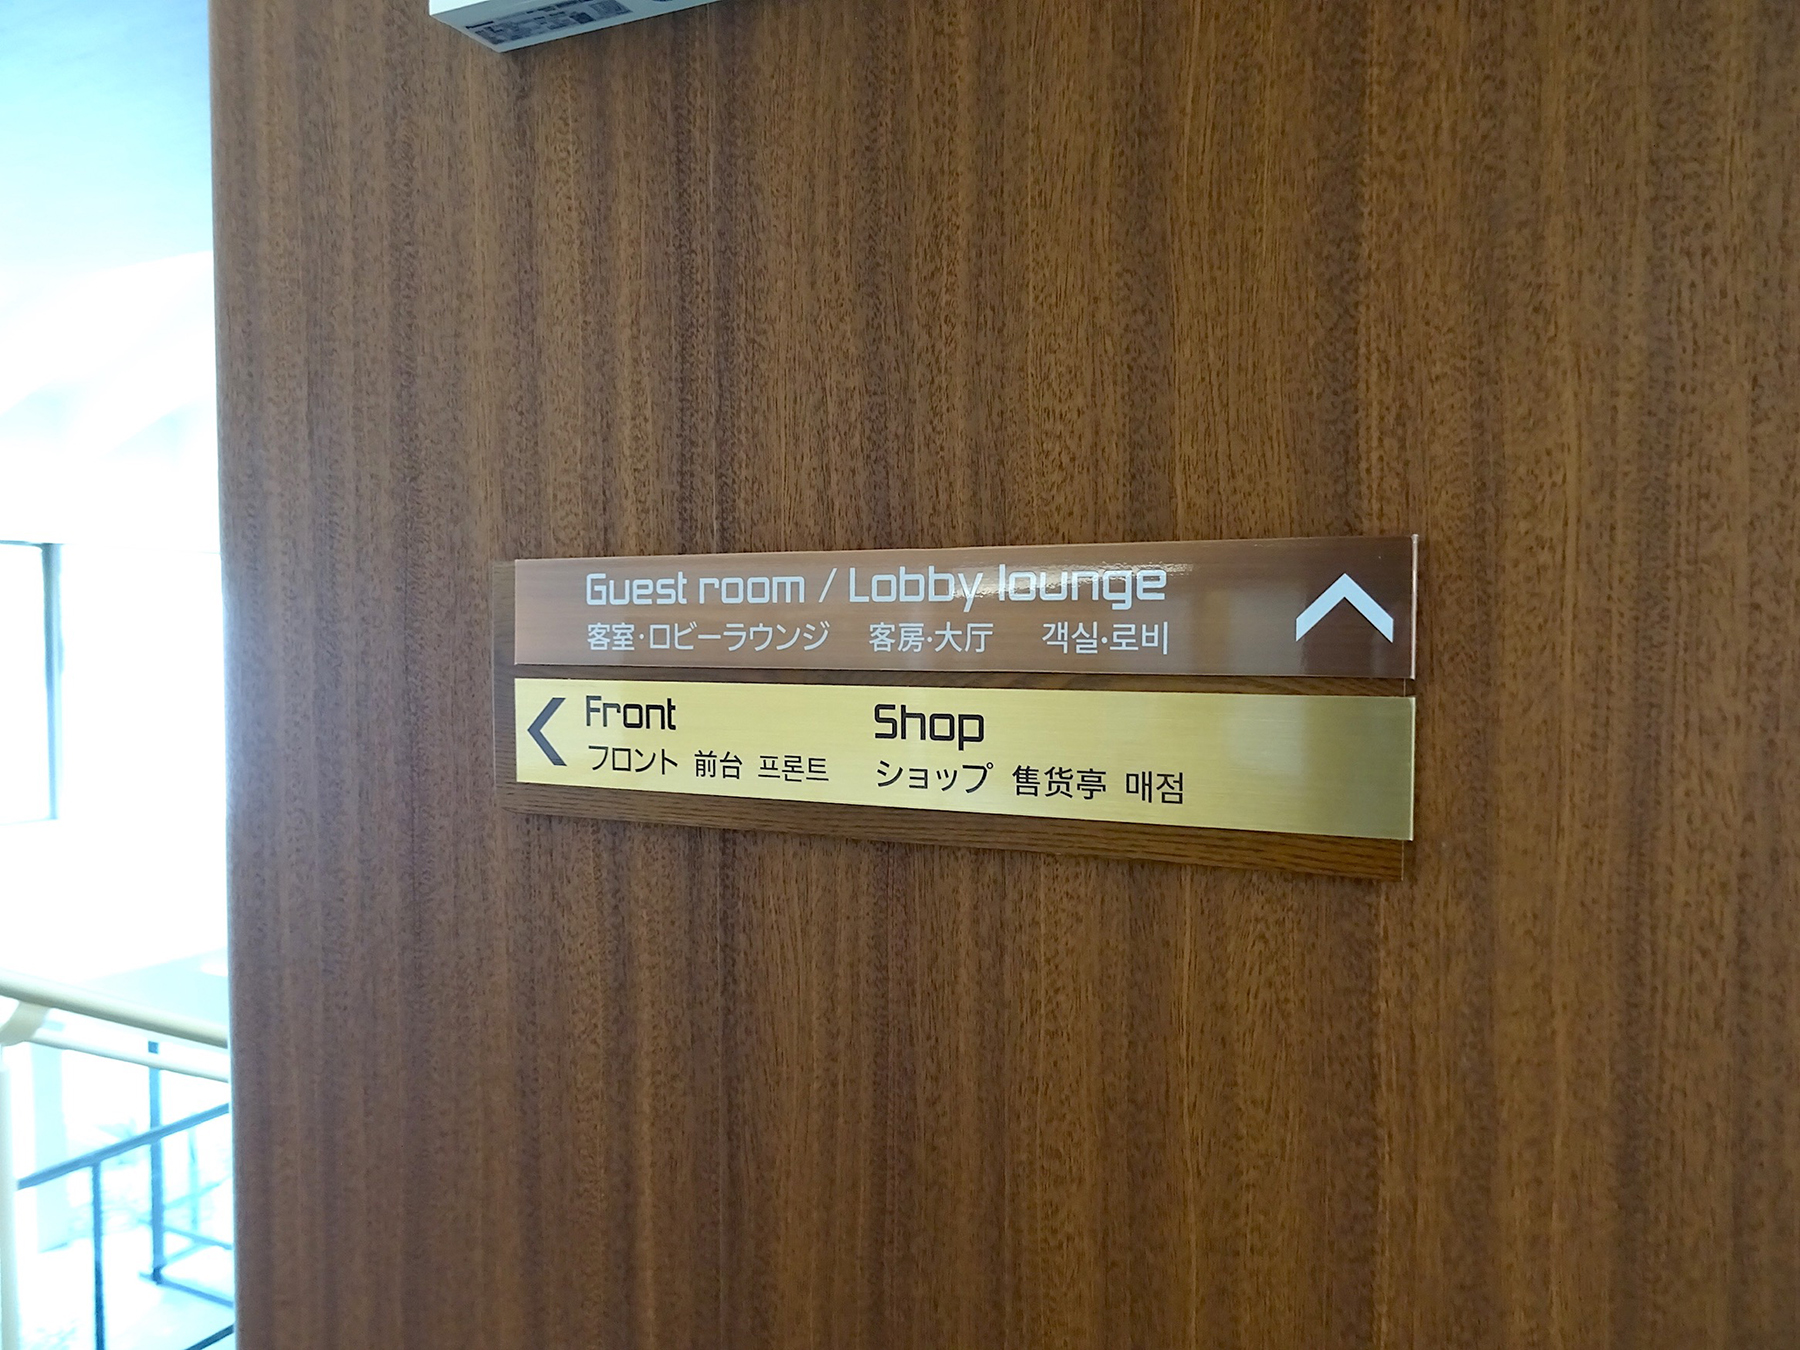 Guest room / Lobby lounge
客室·ロビーラウンジ 客房·大厅 객실·로비
Front Shop
フロント 前台 프론트 ショップ 售货亭 매점